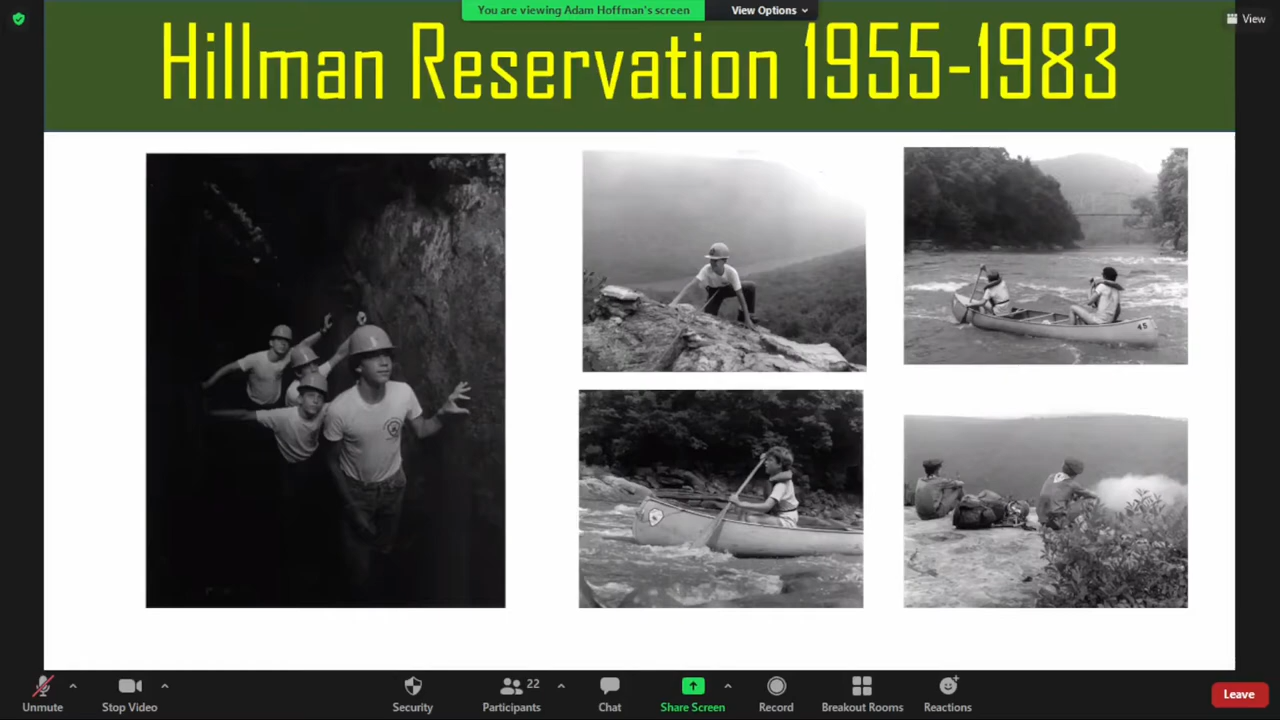 You are viewing Adam Hoffman's screen
View Options
View
Hillman Reservation 1955-1983
45
Unmute
Stop Video
Security
22
Participants
Chat
Share Screen
Record
Breakout Rooms
Reactions
Leave